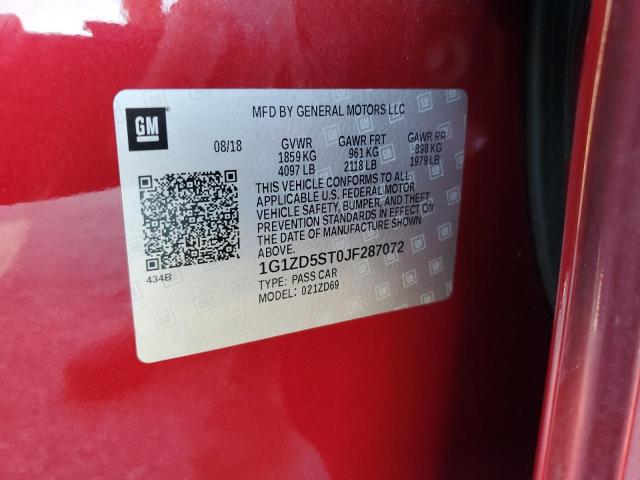 GM
MFD BY GENERAL MOTORS LLC
08/18 GVWR GAWR FRT GAWR RR
1859 KG 961 KG 898 KG
4097 LB 2118 LB 1979 LB
THIS VEHICLE CONFORMS TO ALL
APPLICABLE U.S. FEDERAL MOTOR
VEHICLE SAFETY, BUMPER, AND THEFT
PREVENTION STANDARDS IN EFFECT ON
THE DATE OF MANUFACTURE SHOWN
ABOVE.
1G1ZD5ST0JF287072
TYPE: PASS CAR
MODEL: 021ZD69
434B